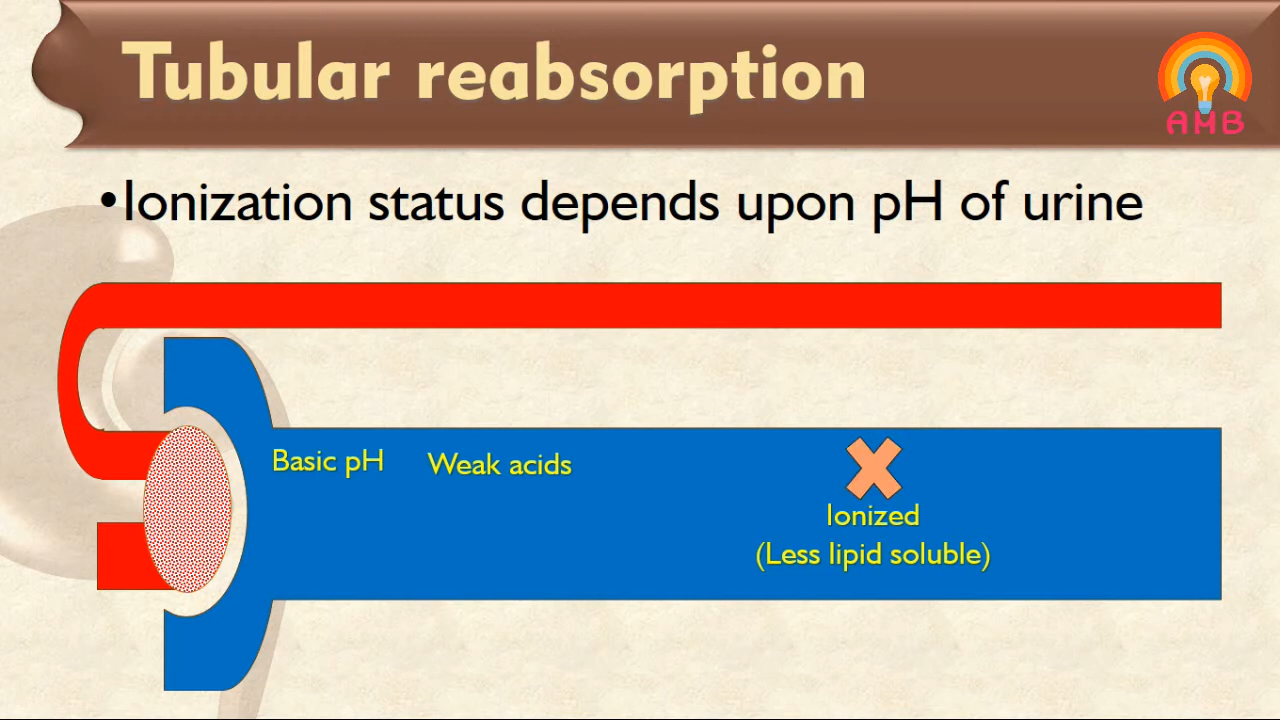 Tubular reabsorption
AMB
•Ionization status depends upon pH of urine
Basic pH
Weak acids
Ionized
(Less lipid soluble)